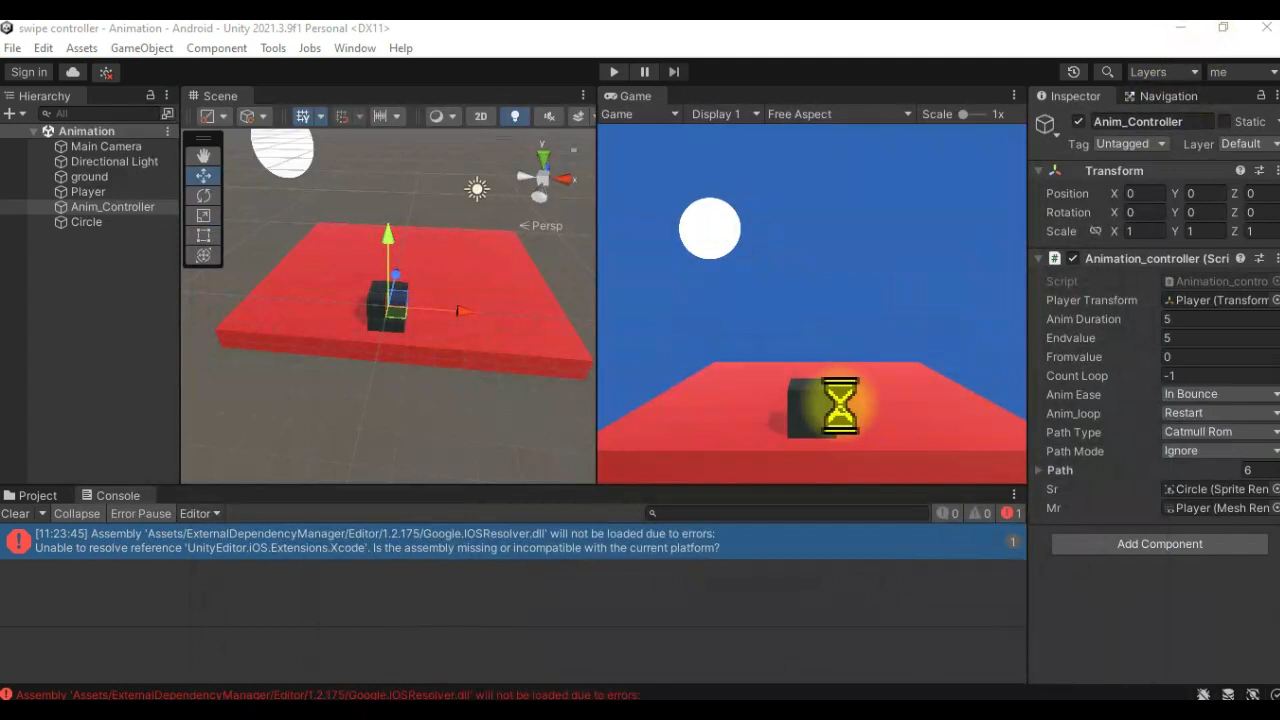 swipe controller - Animation - Android - Unity 2021.3.9f1 Personal <DX11>
File Edit Assets GameObject Component Tools Jobs Window Help
Sign in
Layers
me
Hierarchy
All
Animation
Main Camera
Directional Light
ground
Player
Anim_Controller
Circle
Scene
2D
y
x
Persp
Game
Game Display 1 Free Aspect Scale 1x
Inspector Navigation
Anim_Controller Static
Tag Untagged Layer Default
Transform
Position X 0 Y 0 Z 0
Rotation X 0 Y 0 Z 0
Scale X 1 Y 1 Z 1
# Animation_controller (Scri
Script Animation_contro
Player Transform Player (Transform
Anim Duration 5
Endvalue 5
Fromvalue 0
Count Loop -1
Anim Ease In Bounce
Anim_loop Restart
Path Type Catmull Rom
Path Mode Ignore
Path 6
Sr Circle (Sprite Ren
Mr Player (Mesh Ren
Add Component
Project Console
Clear Collapse Error Pause Editor
0 0 1
[11:23:45] Assembly 'Assets/ExternalDependencyManager/Editor/1.2.175/Google.IOSResolver.dll' will not be loaded due to errors:
Unable to resolve reference 'UnityEditor.iOS.Extensions.Xcode'. Is the assembly missing or incompatible with the current platform?
1
Assembly 'Assets/ExternalDependencyManager/Editor/1.2.175/Google.IOSResolver.dll' will not be loaded due to errors: